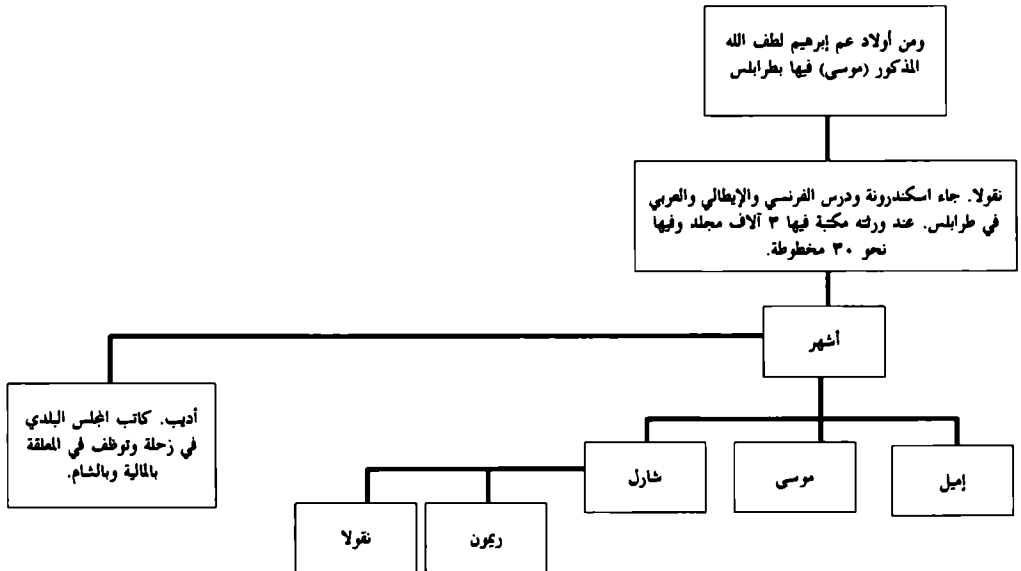 ومن أولاد عم إبرهيم لطف الله
المذكور (موسى) فيها بطرابلس
نقولا. جاء اسكندرونة ودرس الفرنسي والإيطالي والعربي
في طرابلس. عند ورثته مكتبة فيها ٣ آلاف مجلد وفيها
نحو ٣٠ مخطوطة.
أشهر
أديب. كاتب المجلس البلدي
في زحلة وتوظف في المعلقة
بالمالية وبالشام.
إميل
موسى
شارل
ريمون
نقولا